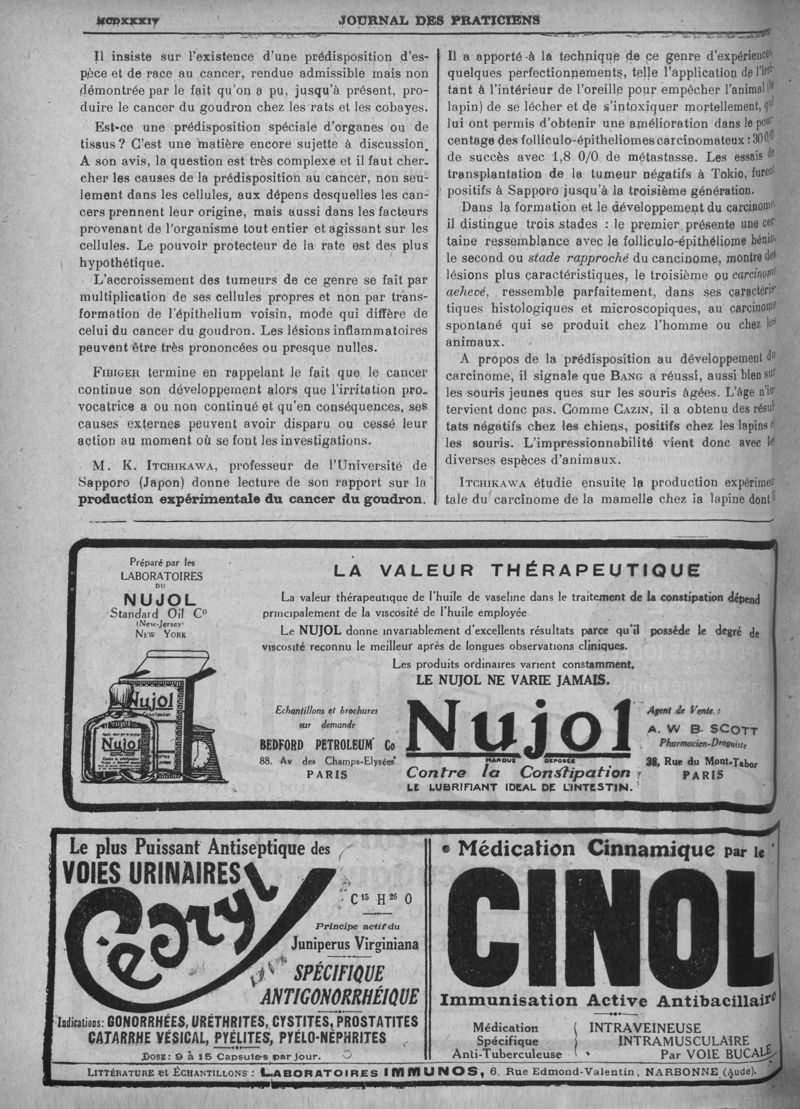 MCDXXXIV
JOURNAL DES PRATICIENS
Il insiste sur l'existence d'une prédisposition d'es-
pèce et de race au cancer, rendue admissible mais non
démontrée par le fait qu'on a pu, jusqu'à présent, pro-
duire le cancer du goudron chez les rats et les cobayes.
Est-ce une prédisposition spéciale d'organes ou de
tissus ? C'est une matière encore sujette à discussion.
A son avis, la question est très complexe et il faut cher-
cher les causes de la prédisposition au cancer, non seu-
lement dans les cellules, aux dépens desquelles les can-
cers prennent leur origine, mais aussi dans les facteurs
provenant de l'organisme tout entier et agissant sur les
cellules. Le pouvoir protecteur de la rate est des plus
hypothétique.
L'accroissement des tumeurs de ce genre se fait par
multiplication de ses cellules propres et non par trans-
formation de l'épithelium voisin, mode qui diffère de
celui du cancer du goudron. Les lésions inflammatoires
peuvent être très prononcées ou presque nulles.
FIBIGER termine en rappelant le fait que le cancer
continue son développement alors que l'irritation pro-
vocatrice a ou non continué et qu'en conséquences, ses
causes externes peuvent avoir disparu ou cessé leur
action au moment où se font les investigations.
M. K. ITCHIKAWA, professeur de l'Université de
Sapporo (Japon) donne lecture de son rapport sur la
production expérimentale du cancer du goudron.
Il a apporté à la technique de ce genre d'expériences
quelques perfectionnements, telle l'application de l'irri-
tant à l'intérieur de l'oreille pour empêcher l'animal (le
lapin) de se lécher et de s'intoxiquer mortellement, qui
lui ont permis d'obtenir une amélioration dans le pour
centage des folliculo-épitheliomes carcinomateux : 30 0/0
de succès avec 1,8 0/0 de métastasse. Les essais de
transplantation de la tumeur négatifs à Tokio, furent
positifs à Sapporo jusqu'à la troisième génération.
Dans la formation et le développement du carcinome
il distingue trois stades : le premier présente une cer
taine ressemblance avec le folliculo-épithéliome bénin,
le second ou stade rapproché du cancinome, montre des
lésions plus caractéristiques, le troisième ou carcinome
aehevé, ressemble parfaitement, dans ses caractéris
tiques histologiques et microscopiques, au carcinome
spontané qui se produit chez l'homme ou chez les
animaux.
A propos de la prédisposition au développement du
carcinome, il signale que BANG a réussi, aussi bien sur
les souris jeunes ques sur les souris âgées. L'âge n'in
tervient donc pas. Comme CAZIN, il a obtenu des résul
tats négatifs chez les chiens, positifs chez les lapins et
les souris. L'impressionnabilité vient donc avec le
diverses espèces d'animaux.
ITCHIKAWA étudie ensuite la production expérimen
tale du carcinome de la mamelle chez la lapine dont
Préparé par les
LABORATOIRES
DU
NUJOL
Standard Oil Co
(New-Jersey)
NEW YORK
LA VALEUR THÉRAPEUTIQUE
La valeur thérapeutique de l'huile de vaseline dans le traitement de la constipation dépend
principalement de la viscosité de l'huile employée
Le NUJOL donne invariablement d'excellents résultats parce qu'il possède le degré de
viscosité reconnu le meilleur après de longues observations cliniques.
Les produits ordinaires varient constamment,
LE NUJOL NE VARIE JAMAIS.
Nujol
Nujol
Echantillons et brochures
sur demande
BEDFORD PETROLEUM Co
88. Av des Champs-Elysées
PARIS
Nujol
MARQUE DÉPOSÉE
Contre la Constipation
LE LUBRIFIANT IDEAL DE L'INTESTIN.
Agent de Vente :
A. W B. SCOTT
Pharmacien-Droguiste
38, Rue du Mont-Tabor
PARIS
Le plus Puissant Antiseptique des
VOIES URINAIRES
Cedryl
C15 H26 O
Principe actif du
Juniperus Virginiana
SPÉCIFIQUE
ANTIGONORRHÉIQUE
Indications: GONORRHÉES, URÉTHRITES, CYSTITES, PROSTATITES
CATARRHE VÉSICAL, PYÉLITES, PYÉLO-NÉPHRITES
DOSE: 9 à 15 Capsules par jour.
Médication Cinnamique par le
CINOL
Immunisation Active Antibacillaire
Médication
Spécifique
Anti-Tuberculeuse
INTRAVEINEUSE
INTRAMUSCULAIRE
Par VOIE BUCALE
LITTÉRATURE et ÉCHANTILLONS : LABORATOIRES IMMUNOS, 6. Rue Edmond-Valentin, NARBONNE (Aude).